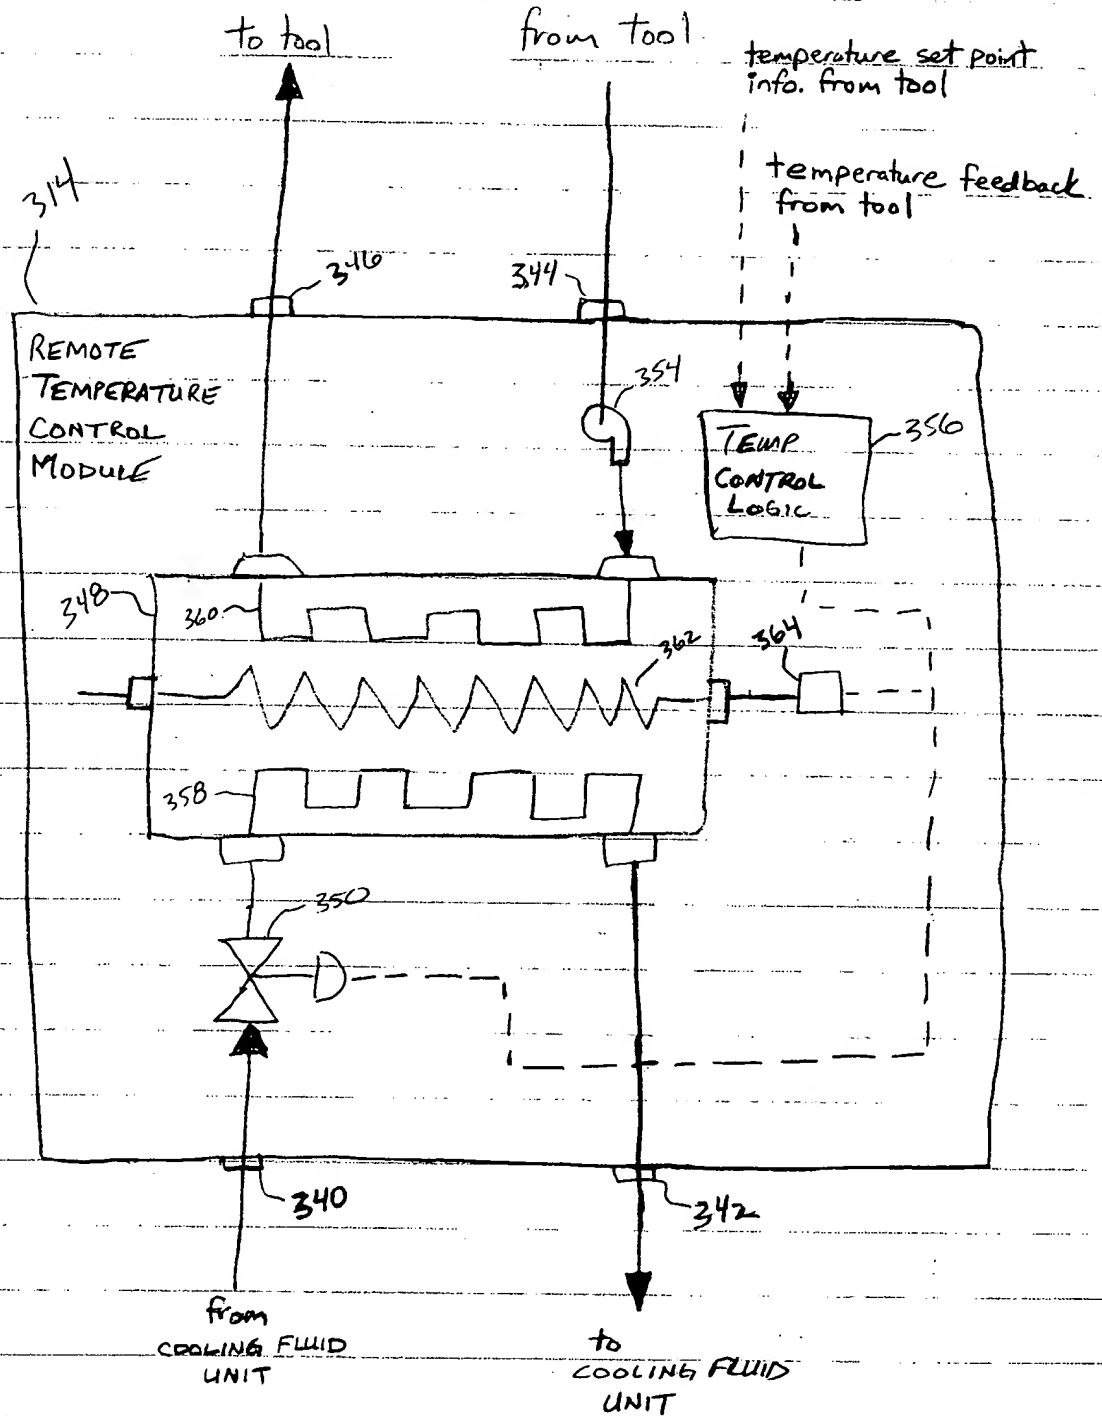 to tool
from tool
temperature set point
info. from tool
temperature feedback
from tool
314
346
344
REMOTE
TEMPERATURE
CONTROL
MODULE
354
356
TEMP
CONTROL
LOGIC
348
360
362
364
358
350
340
342
from
COOLING FLUID
UNIT
to
COOLING FLUID
UNIT